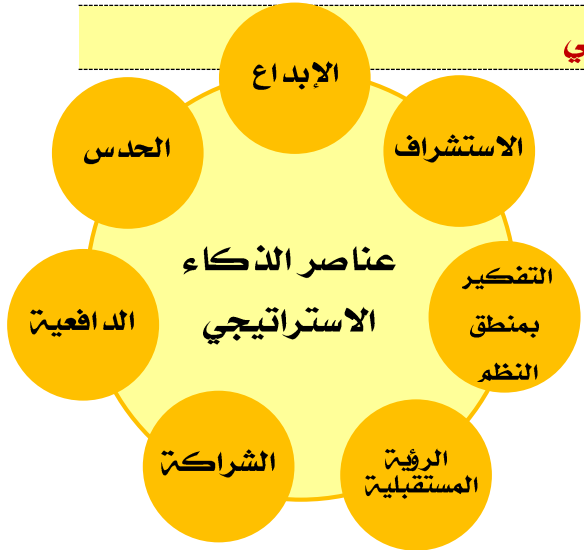 الإبداع
الاستشراف
التفكير
بمنطق
النظم
الرؤية
المستقبلية
الشراكة
الدافعية
الحدس
عناصر الذكاء
الاستراتيجي